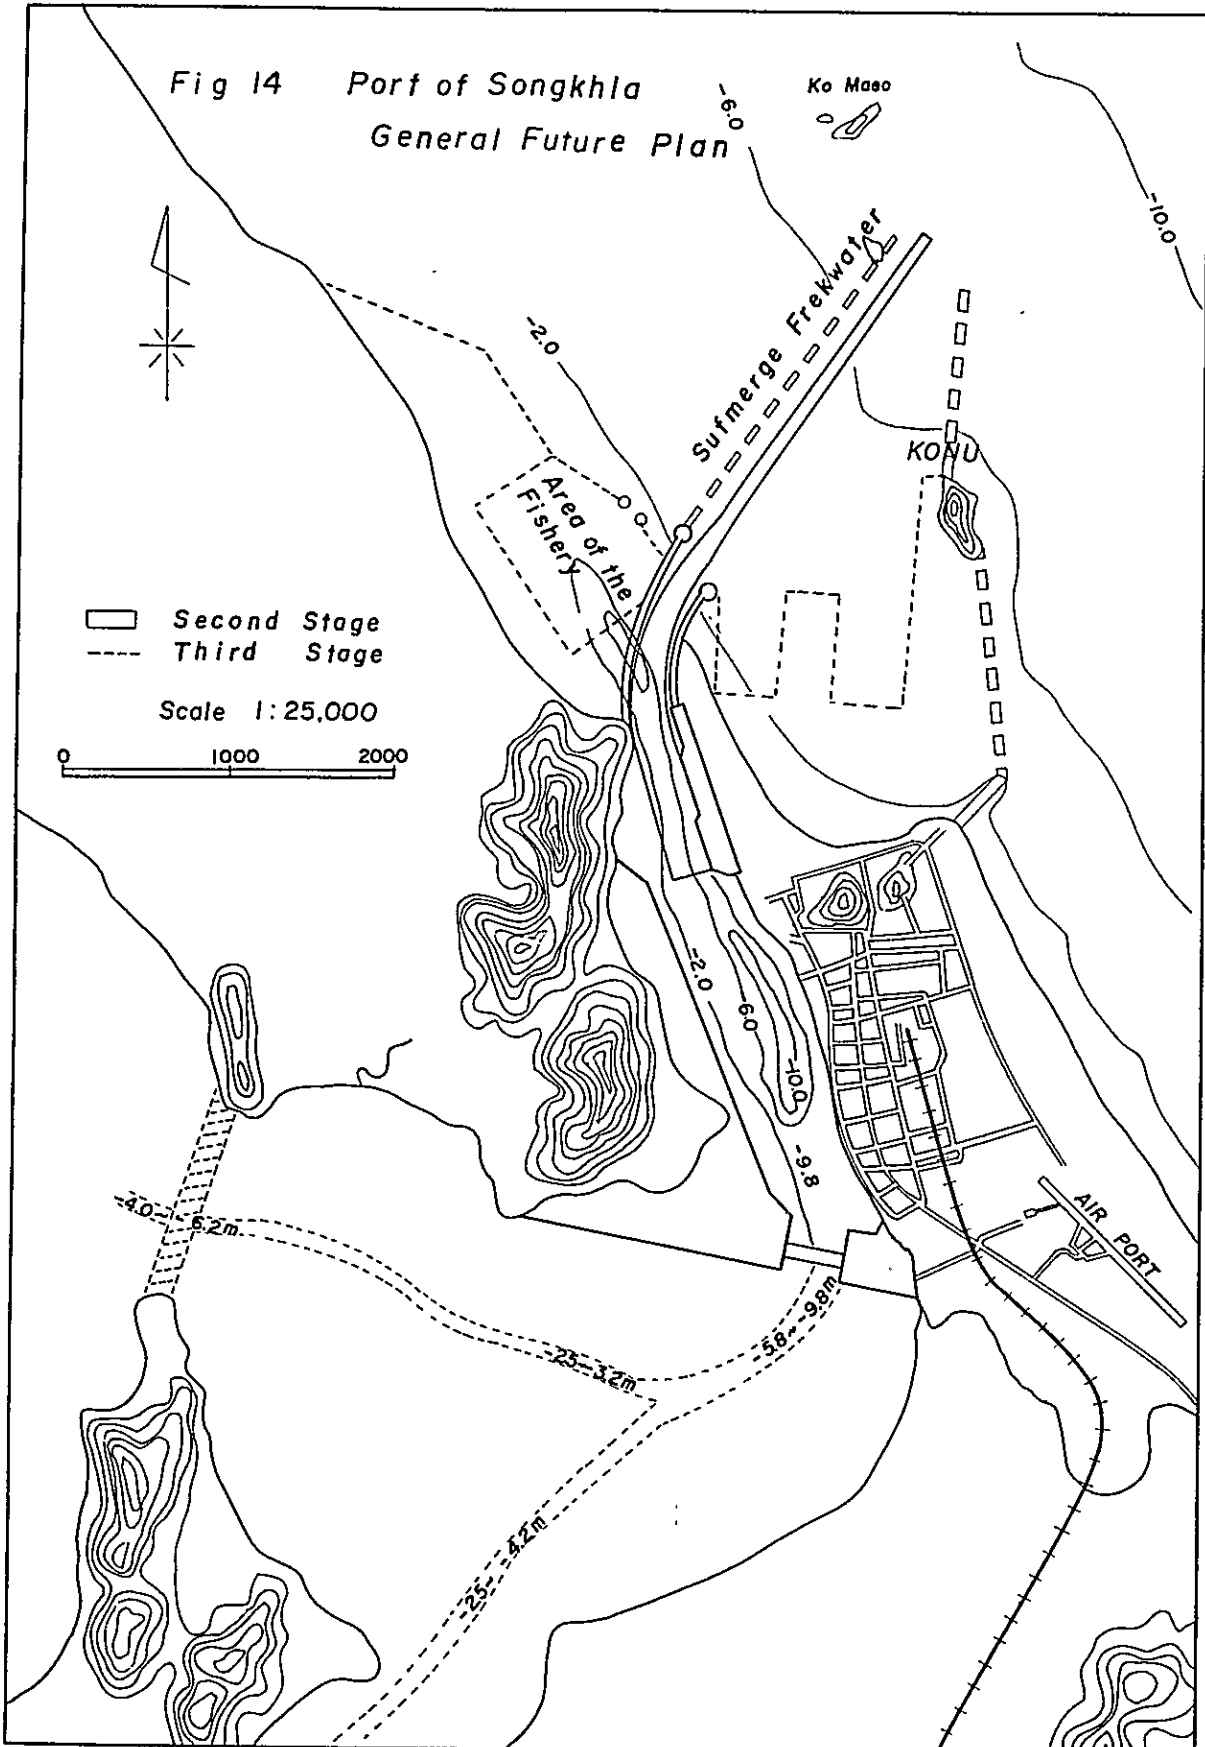 Fig 14 Port of Songkhla
General Future Plan
Ko Maeo
-6.0
-10.0
Sufmerge Frekwater
-2.0
KONU
Area of the
Fishery
Second Stage
Third Stage
Scale 1:25,000
0 1000 2000
-2.0
-6.0
-10.0
-9.8
-4.0~-6.2m
AIR PORT
-5.8~-9.8m
-2.5~-3.2m
-2.5~-4.2m